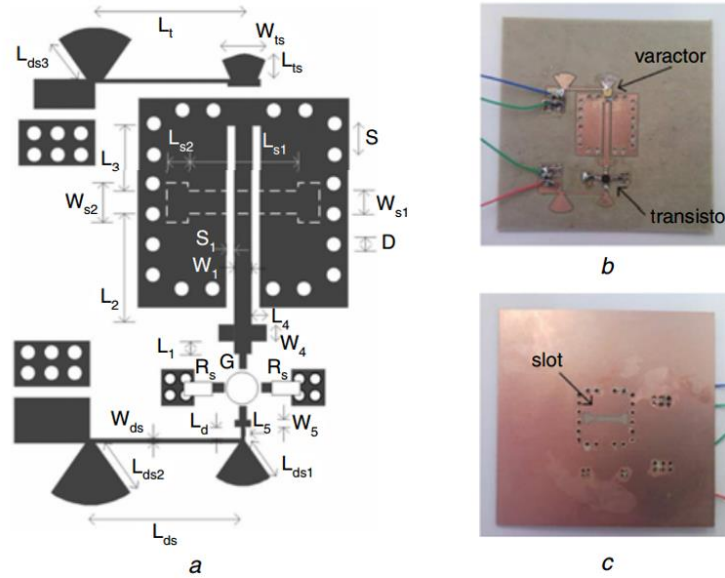 Lt
Wts
Lds3
Lts
varactor
Ls2
Ls1
S
L3
Ws2
Ws1
S1
D
W1
transisto
L2
b
L4
L1
W4
G
Rs
Rs
slot
Wds
Ld
L5
W5
Lds2
Lds1
Lds
a
c